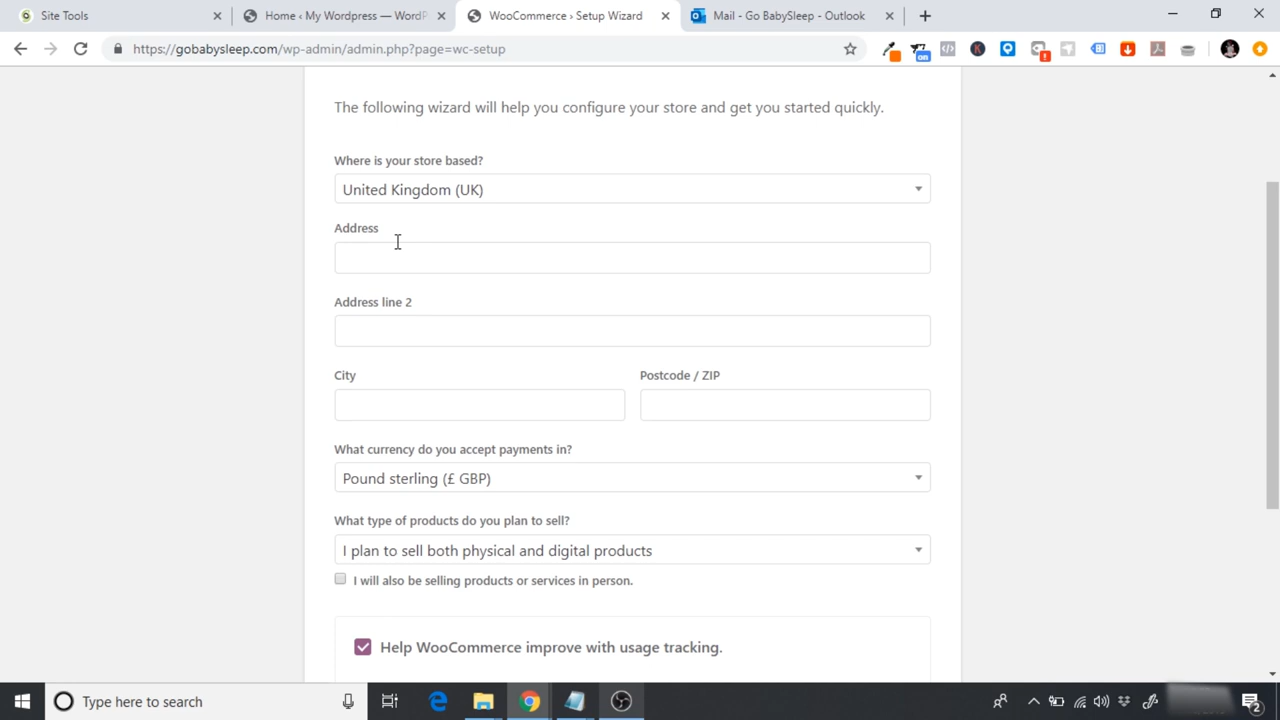 Site Tools
Home ‹ My Wordpress — WordP
WooCommerce › Setup Wizard
Mail - Go BabySleep - Outlook
https://gobabysleep.com/wp-admin/admin.php?page=wc-setup
on
The following wizard will help you configure your store and get you started quickly.
Where is your store based?
United Kingdom (UK)
Address
Address line 2
City
Postcode / ZIP
What currency do you accept payments in?
Pound sterling (£ GBP)
What type of products do you plan to sell?
I plan to sell both physical and digital products
I will also be selling products or services in person.
Help WooCommerce improve with usage tracking.
Type here to search
2